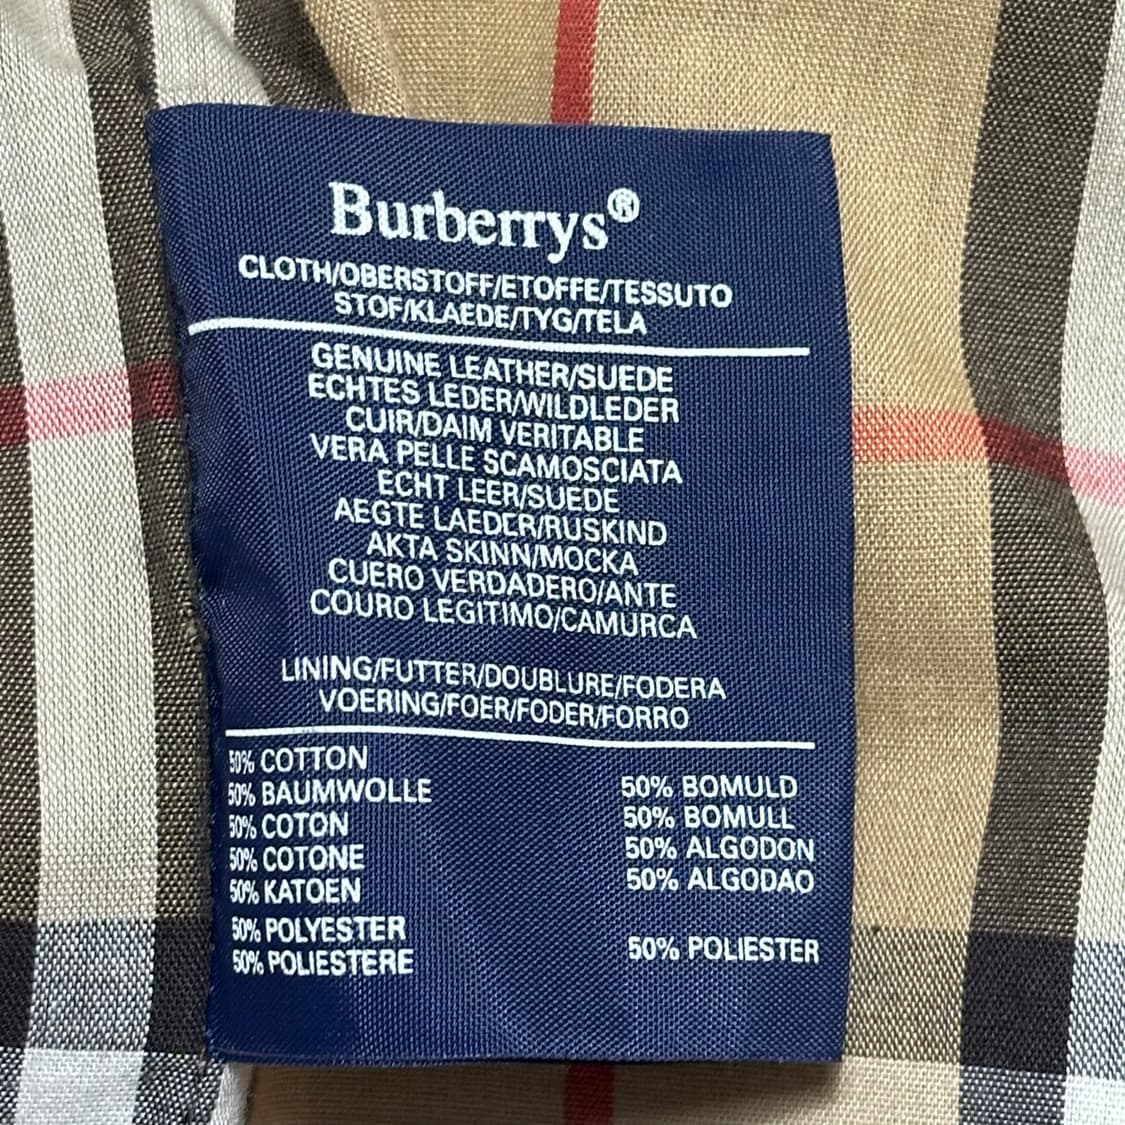 Burberrys®
CLOTH/OBERSTOFF/ETOFFE/TESSUTO
STOF/KLAEDE/TYG/TELA
GENUINE LEATHER/SUEDE
ECHTES LEDER/WILDLEDER
CUIR/DAIM VERITABLE
VERA PELLE SCAMOSCIATA
ECHT LEER/SUEDE
AEGTE LAEDER/RUSKIND
AKTA SKINN/MOCKA
CUERO VERDADERO/ANTE
COURO LEGITIMO/CAMURCA
LINING/FUTTER/DOUBLURE/FODERA
VOERING/FOER/FODER/FORRO
50% COTTON
50% BAUMWOLLE
50% COTON
50% COTONE
50% KATOEN
50% POLYESTER
50% POLIESTERE
50% BOMULD
50% BOMULL
50% ALGODON
50% ALGODAO
50% POLIESTER